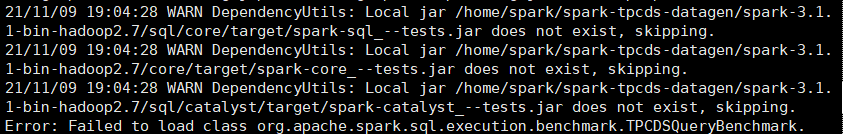 21/11/09 19:04:28 WARN DependencyUtils: Local jar /home/spark/spark-tpcds-datagen/spark-3.1.
1-bin-hadoop2.7/sql/core/target/spark-sql_--tests.jar does not exist, skipping.
21/11/09 19:04:28 WARN DependencyUtils: Local jar /home/spark/spark-tpcds-datagen/spark-3.1.
1-bin-hadoop2.7/core/target/spark-core_--tests.jar does not exist, skipping.
21/11/09 19:04:28 WARN DependencyUtils: Local jar /home/spark/spark-tpcds-datagen/spark-3.1.
1-bin-hadoop2.7/sql/catalyst/target/spark-catalyst_--tests.jar does not exist, skipping.
Error: Failed to load class org.apache.spark.sql.execution.benchmark.TPCDSQueryBenchmark.